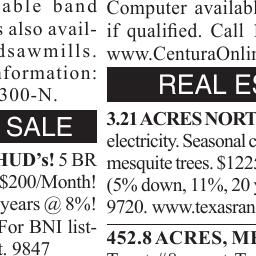 able band
s also avail-
dsawmills.
formation:
300-N.
SALE
HUD's! 5 BR
$200/Month!
years @ 8%!
For BNI list-
t. 9847
Computer availabl
if qualified. Call
www.CenturaOnlin
REAL ES
3.21 ACRES NORT
electricity. Seasonal c
mesquite trees. $122
(5% down, 11%, 20 y
9720. www.texasran
452.8 ACRES, ME